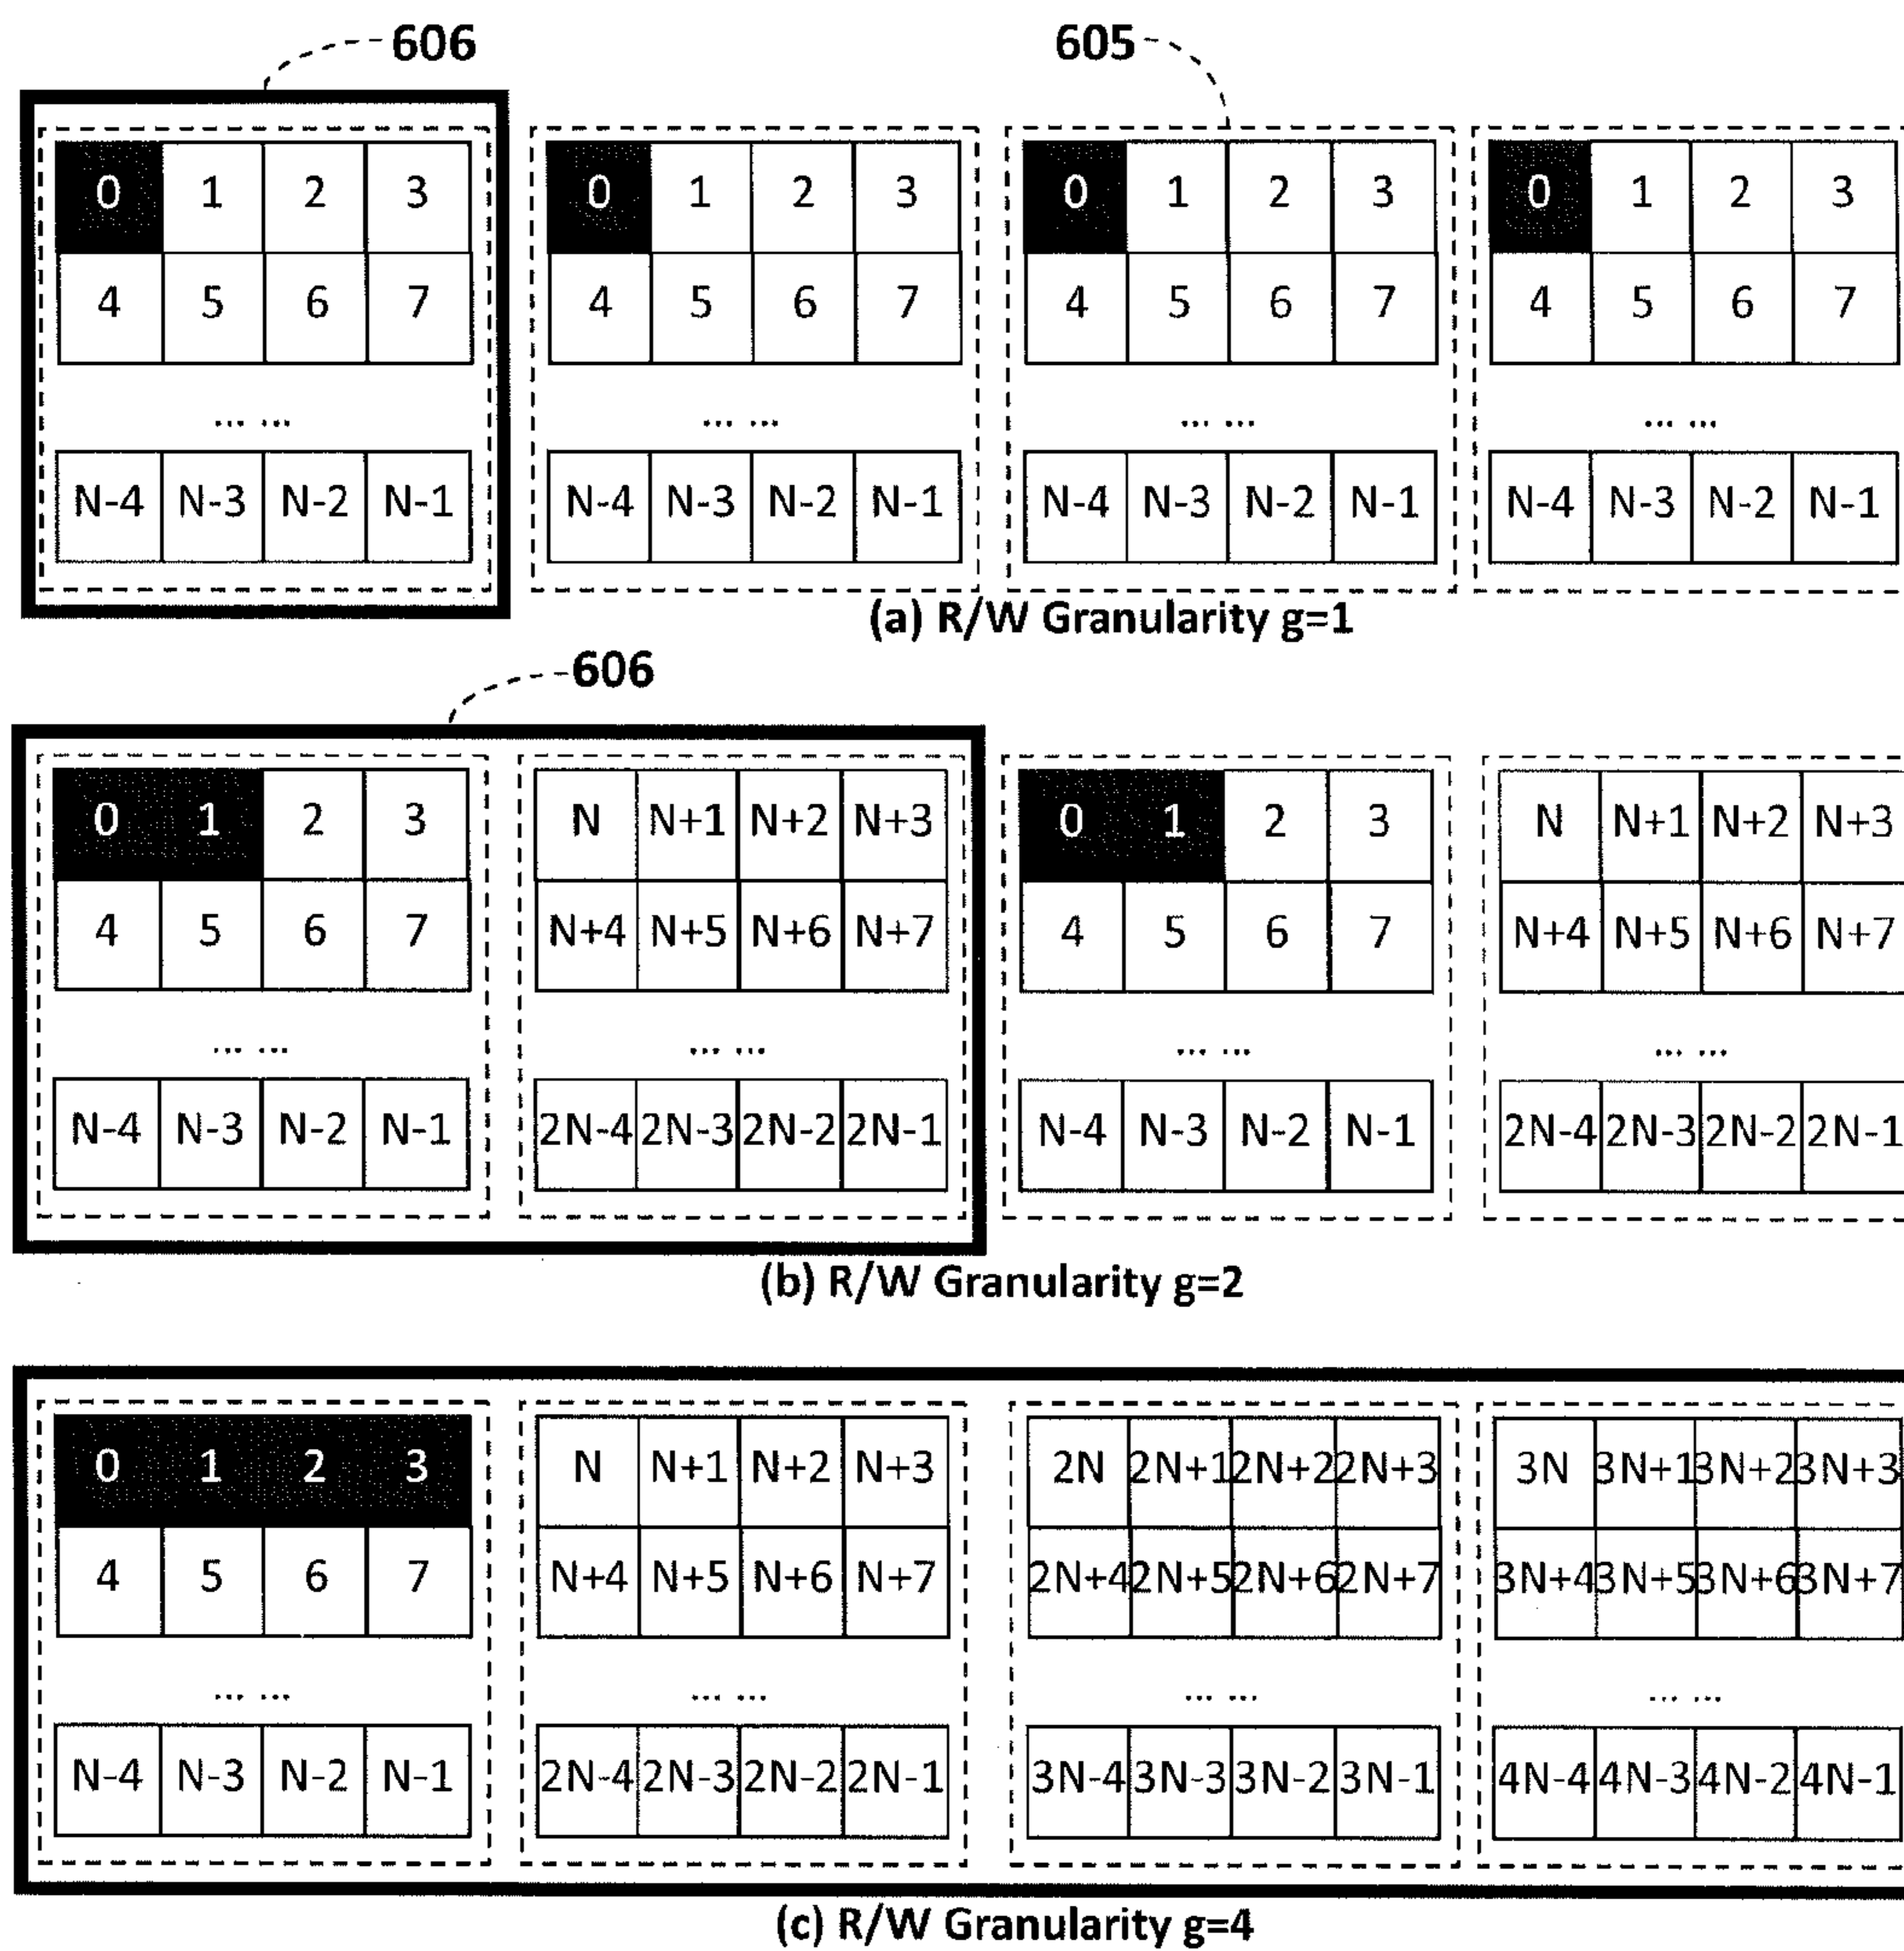 606 605
0 1 2 3 0 1 2 3 0 1 2 3 0 1 2 3
4 5 6 7 4 5 6 7 4 5 6 7 4 5 6 7
... ... ... ... ... ... ... ...
N-4 N-3 N-2 N-1 N-4 N-3 N-2 N-1 N-4 N-3 N-2 N-1 N-4 N-3 N-2 N-1
(a) R/W Granularity g=1
606
0 1 2 3 N N+1 N+2 N+3 0 1 2 3 N N+1 N+2 N+3
4 5 6 7 N+4 N+5 N+6 N+7 4 5 6 7 N+4 N+5 N+6 N+7
... ... ... ... ... ... ... ...
N-4 N-3 N-2 N-1 2N-4 2N-3 2N-2 2N-1 N-4 N-3 N-2 N-1 2N-4 2N-3 2N-2 2N-1
(b) R/W Granularity g=2
0 1 2 3 N N+1 N+2 N+3 2N 2N+1 2N+2 2N+3 3N 3N+1 3N+2 3N+3
4 5 6 7 N+4 N+5 N+6 N+7 2N+4 2N+5 2N+6 2N+7 3N+4 3N+5 3N+6 3N+7
... ... ... ... ... ... ... ...
N-4 N-3 N-2 N-1 2N-4 2N-3 2N-2 2N-1 3N-4 3N-3 3N-2 3N-1 4N-4 4N-3 4N-2 4N-1
(c) R/W Granularity g=4